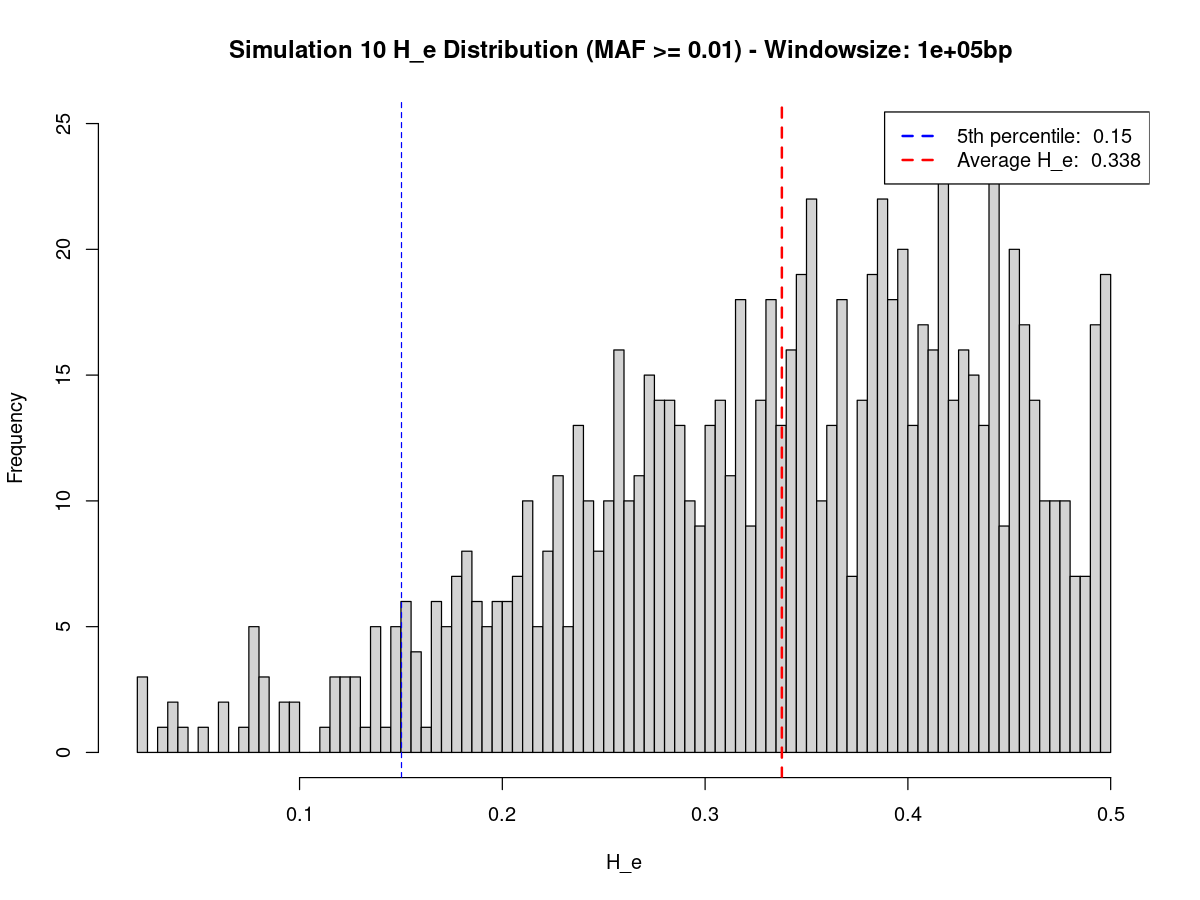 Simulation 10 H_e Distribution (MAF >= 0.01) - Windowsize: 1e+05bp
5th percentile: 0.15
Average H_e: 0.338
Frequency
25
20
15
10
5
0
0.1 0.2 0.3 0.4 0.5
H_e